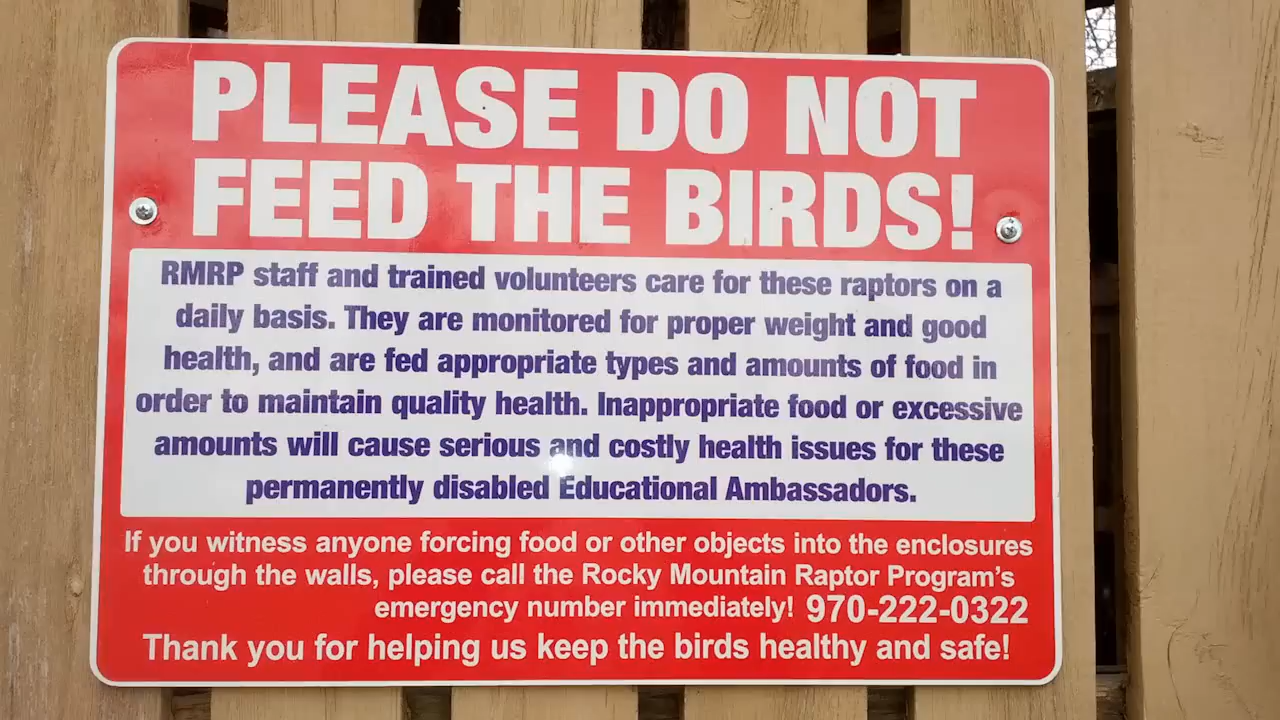 PLEASE DO NOT
FEED THE BIRDS!
RMRP staff and trained volunteers care for these raptors on a
daily basis. They are monitored for proper weight and good
health, and are fed appropriate types and amounts of food in
order to maintain quality health. Inappropriate food or excessive
amounts will cause serious and costly health issues for these
permanently disabled Educational Ambassadors.
If you witness anyone forcing food or other objects into the enclosures
through the walls, please call the Rocky Mountain Raptor Program's
emergency number immediately! 970-222-0322
Thank you for helping us keep the birds healthy and safe!